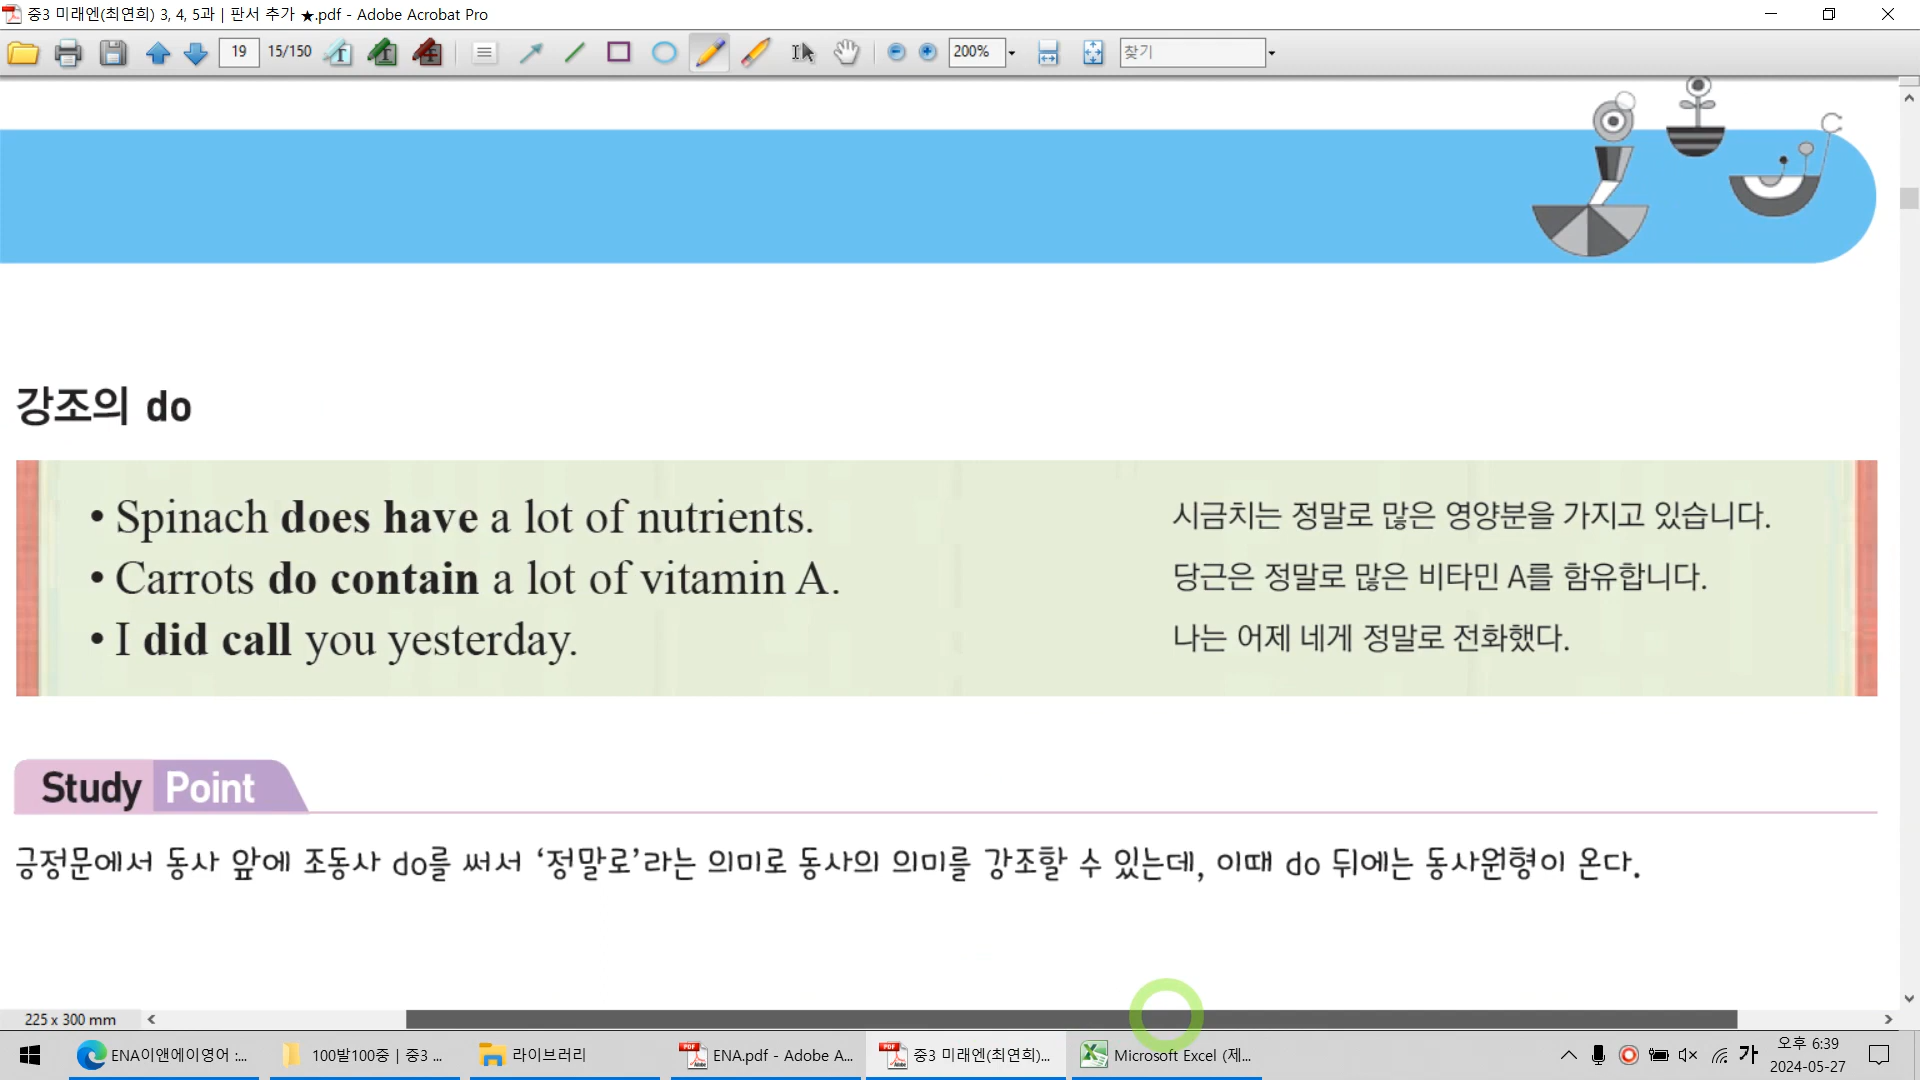 중3 미래엔(최연희) 3, 4, 5과 | 판서 추가 ★.pdf - Adobe Acrobat Pro
19 15/150 200% 찾기
강조의 do
• Spinach does have a lot of nutrients. 시금치는 정말로 많은 영양분을 가지고 있습니다.
• Carrots do contain a lot of vitamin A. 당근은 정말로 많은 비타민 A를 함유합니다.
• I did call you yesterday. 나는 어제 네게 정말로 전화했다.
Study Point
긍정문에서 동사 앞에 조동사 do를 써서 ‘정말로’라는 의미로 동사의 의미를 강조할 수 있는데, 이때 do 뒤에는 동사원형이 온다.
225 x 300 mm
ENA이앤에이영어 :... 100발100중 | 중3 ... 라이브러리 ENA.pdf - Adobe A... 중3 미래엔(최연희)... Microsoft Excel (제... 가 오후 6:39
2024-05-27